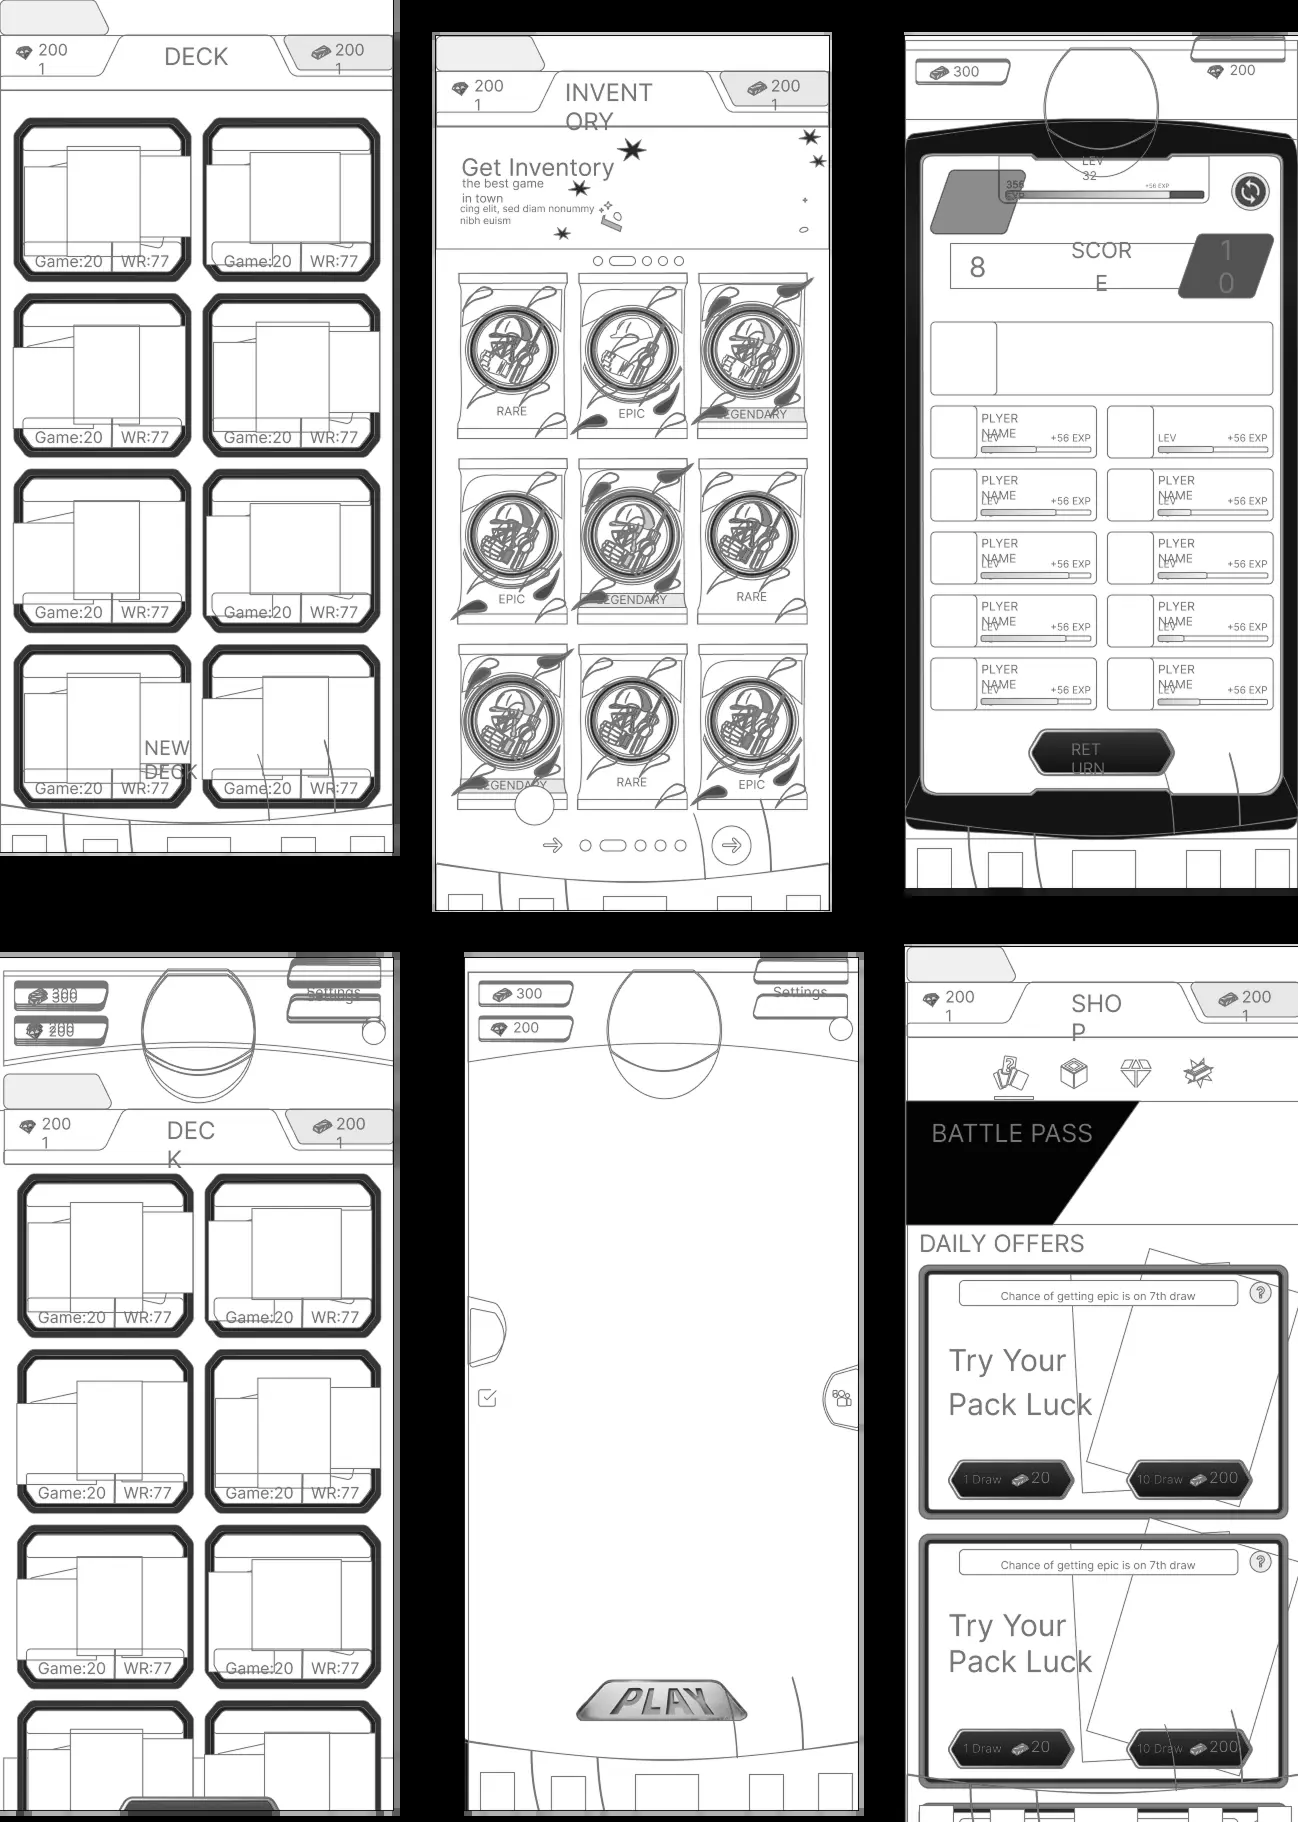 200
1
DECK
200
1
Game:20 WR:77
Game:20 WR:77
Game:20 WR:77
Game:20 WR:77
Game:20 WR:77
Game:20 WR:77
NEW
DECK
Game:20 WR:77
Game:20 WR:77
200
1
INVENT
ORY
200
1
Get Inventory
the best game
in town
cing elit, sed diam nonummy
nibh euism
RARE
EPIC
LEGENDARY
EPIC
LEGENDARY
RARE
LEGENDARY
RARE
EPIC
300
200
LEV
32
356
EXP
+56 EXP
8
SCOR
E
1
0
PLYER
NAME
LEV
+56 EXP
LEV
+56 EXP
PLYER
NAME
LEV
+56 EXP
PLYER
NAME
LEV
+56 EXP
PLYER
NAME
LEV
+56 EXP
PLYER
NAME
LEV
+56 EXP
PLYER
NAME
LEV
+56 EXP
PLYER
NAME
LEV
+56 EXP
PLYER
NAME
LEV
+56 EXP
PLYER
NAME
LEV
+56 EXP
RET
URN
300
200
Settings
200
1
DEC
K
200
1
Game:20 WR:77
Game:20 WR:77
Game:20 WR:77
Game:20 WR:77
Game:20 WR:77
Game:20 WR:77
300
200
Settings
PLAY
200
1
SHO
P
200
1
BATTLE PASS
DAILY OFFERS
Chance of getting epic is on 7th draw
?
Try Your
Pack Luck
1 Draw 20
10 Draw 200
Chance of getting epic is on 7th draw
?
Try Your
Pack Luck
1 Draw 20
10 Draw 200